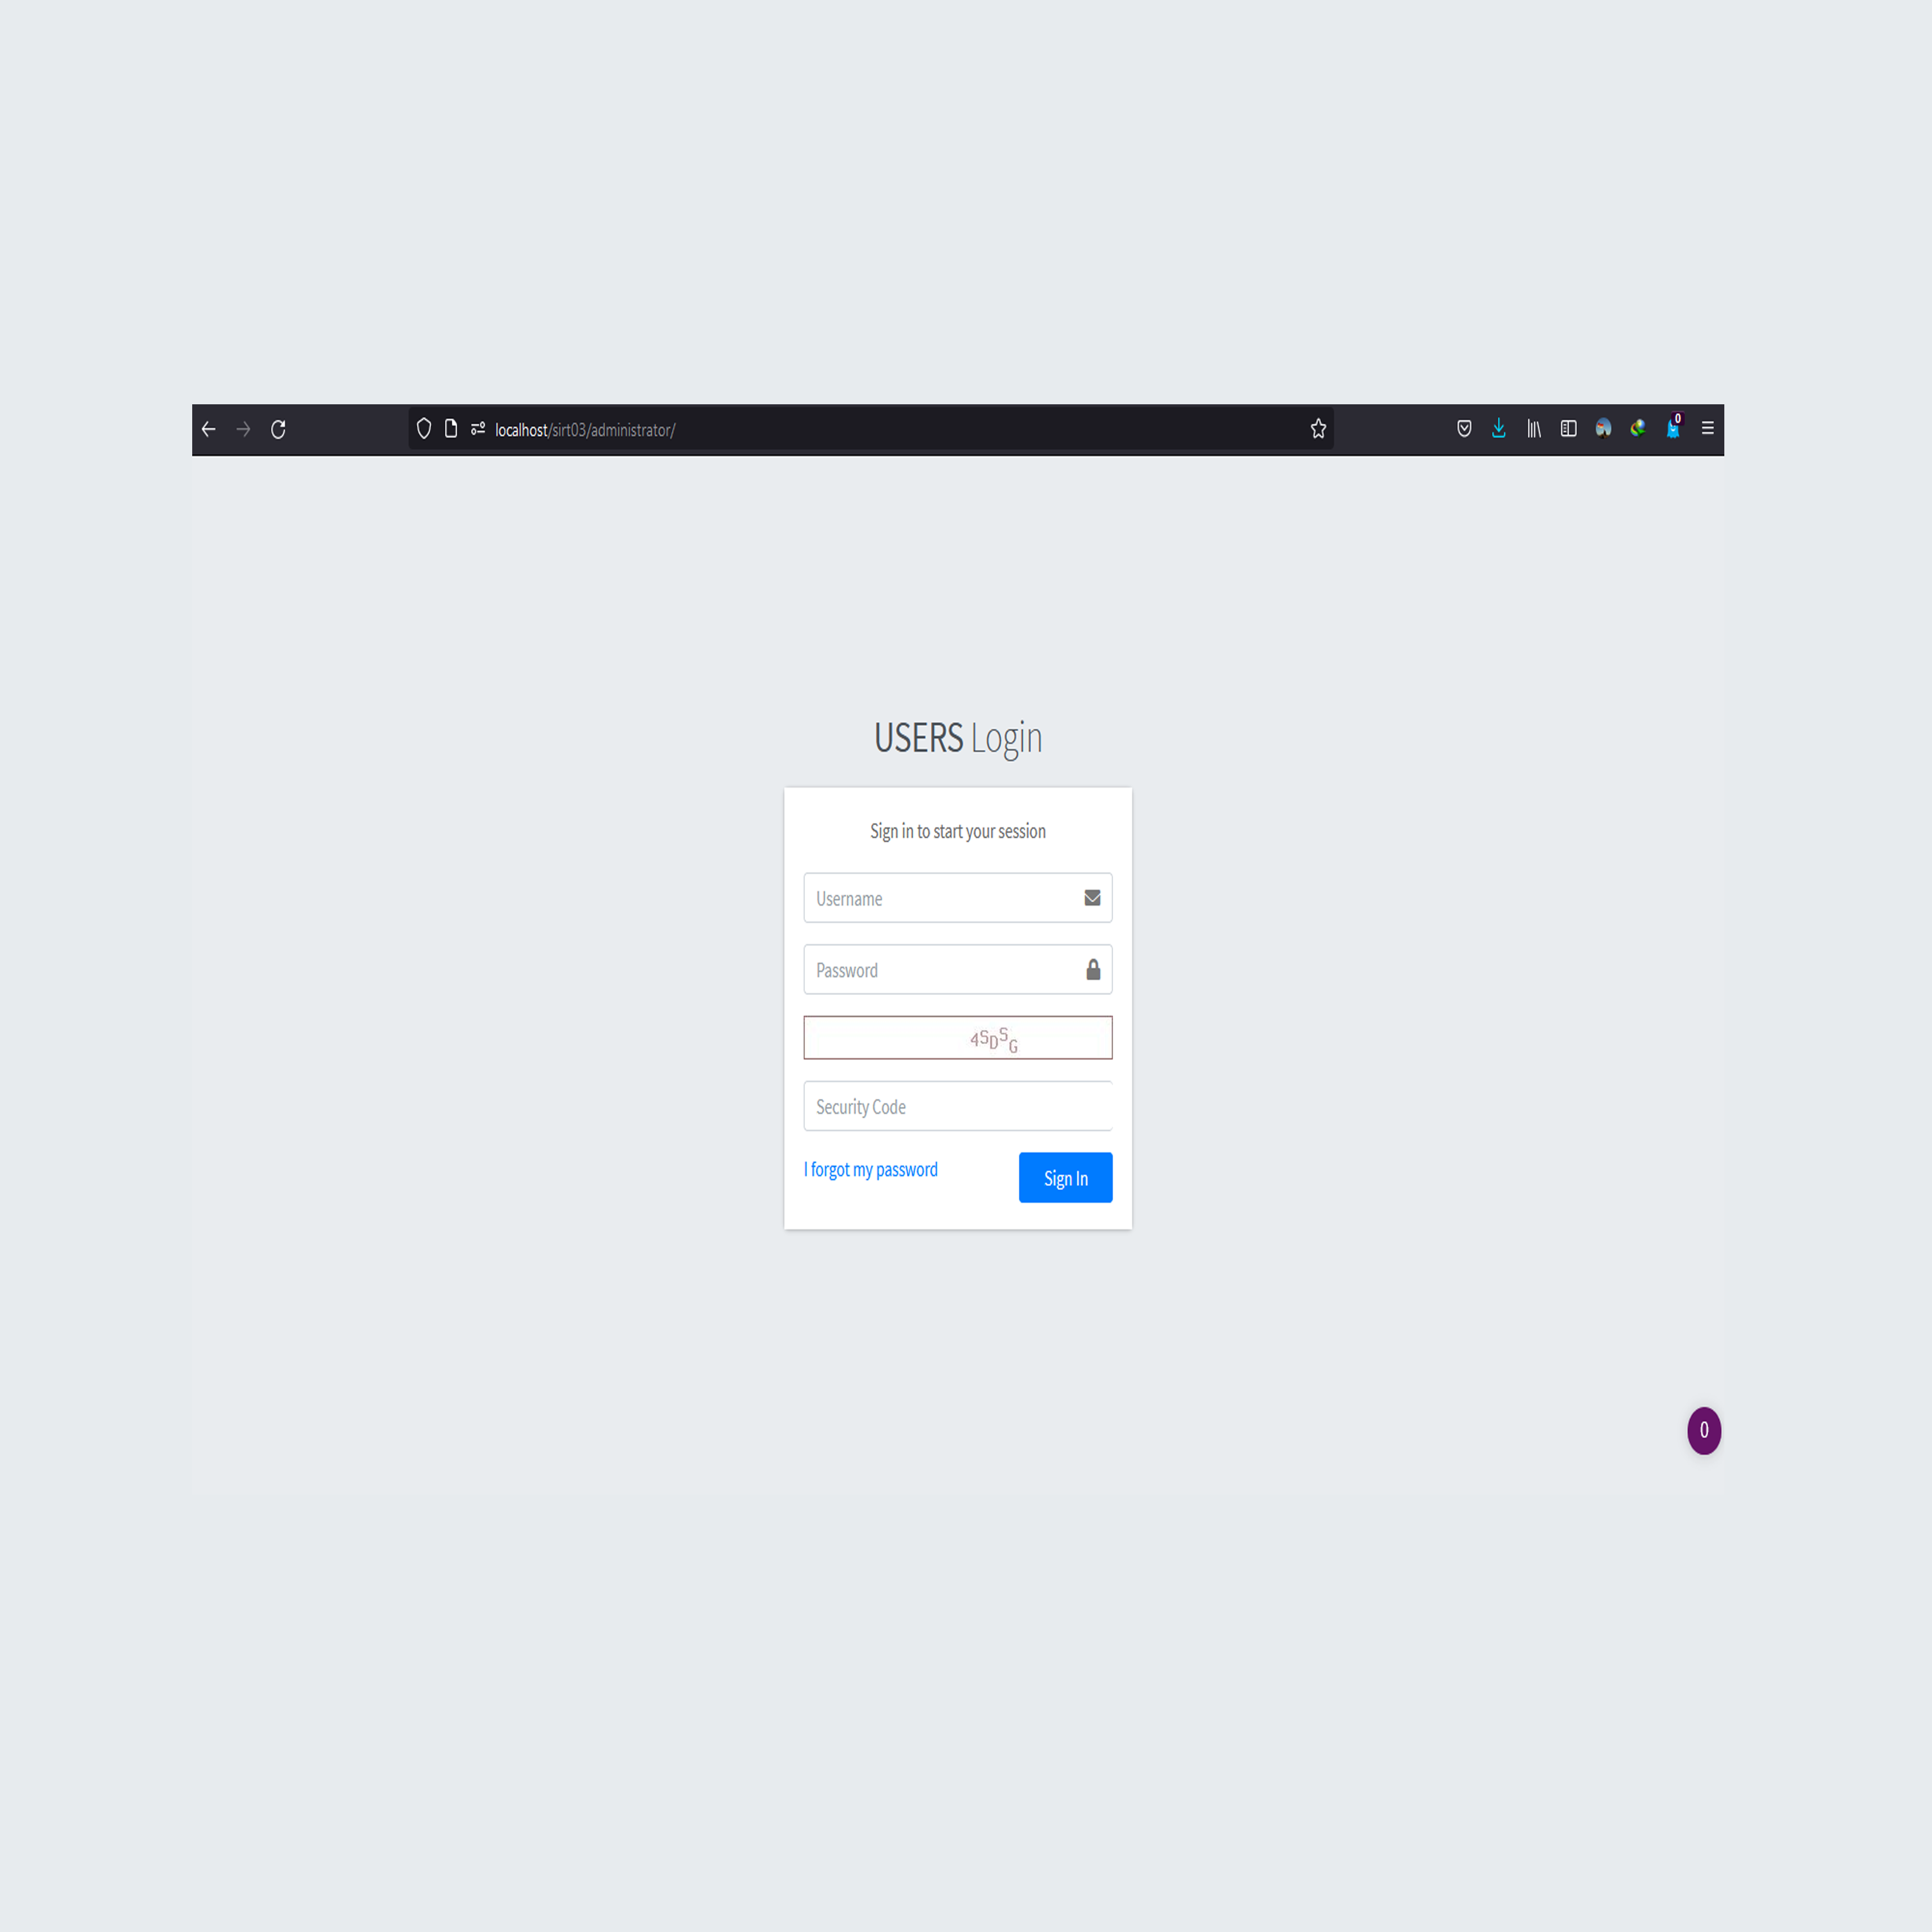 localhost/sirt03/administrator/
0
USERS Login
Sign in to start your session
Username
Password
4SDSG
Security Code
I forgot my password
Sign In
0